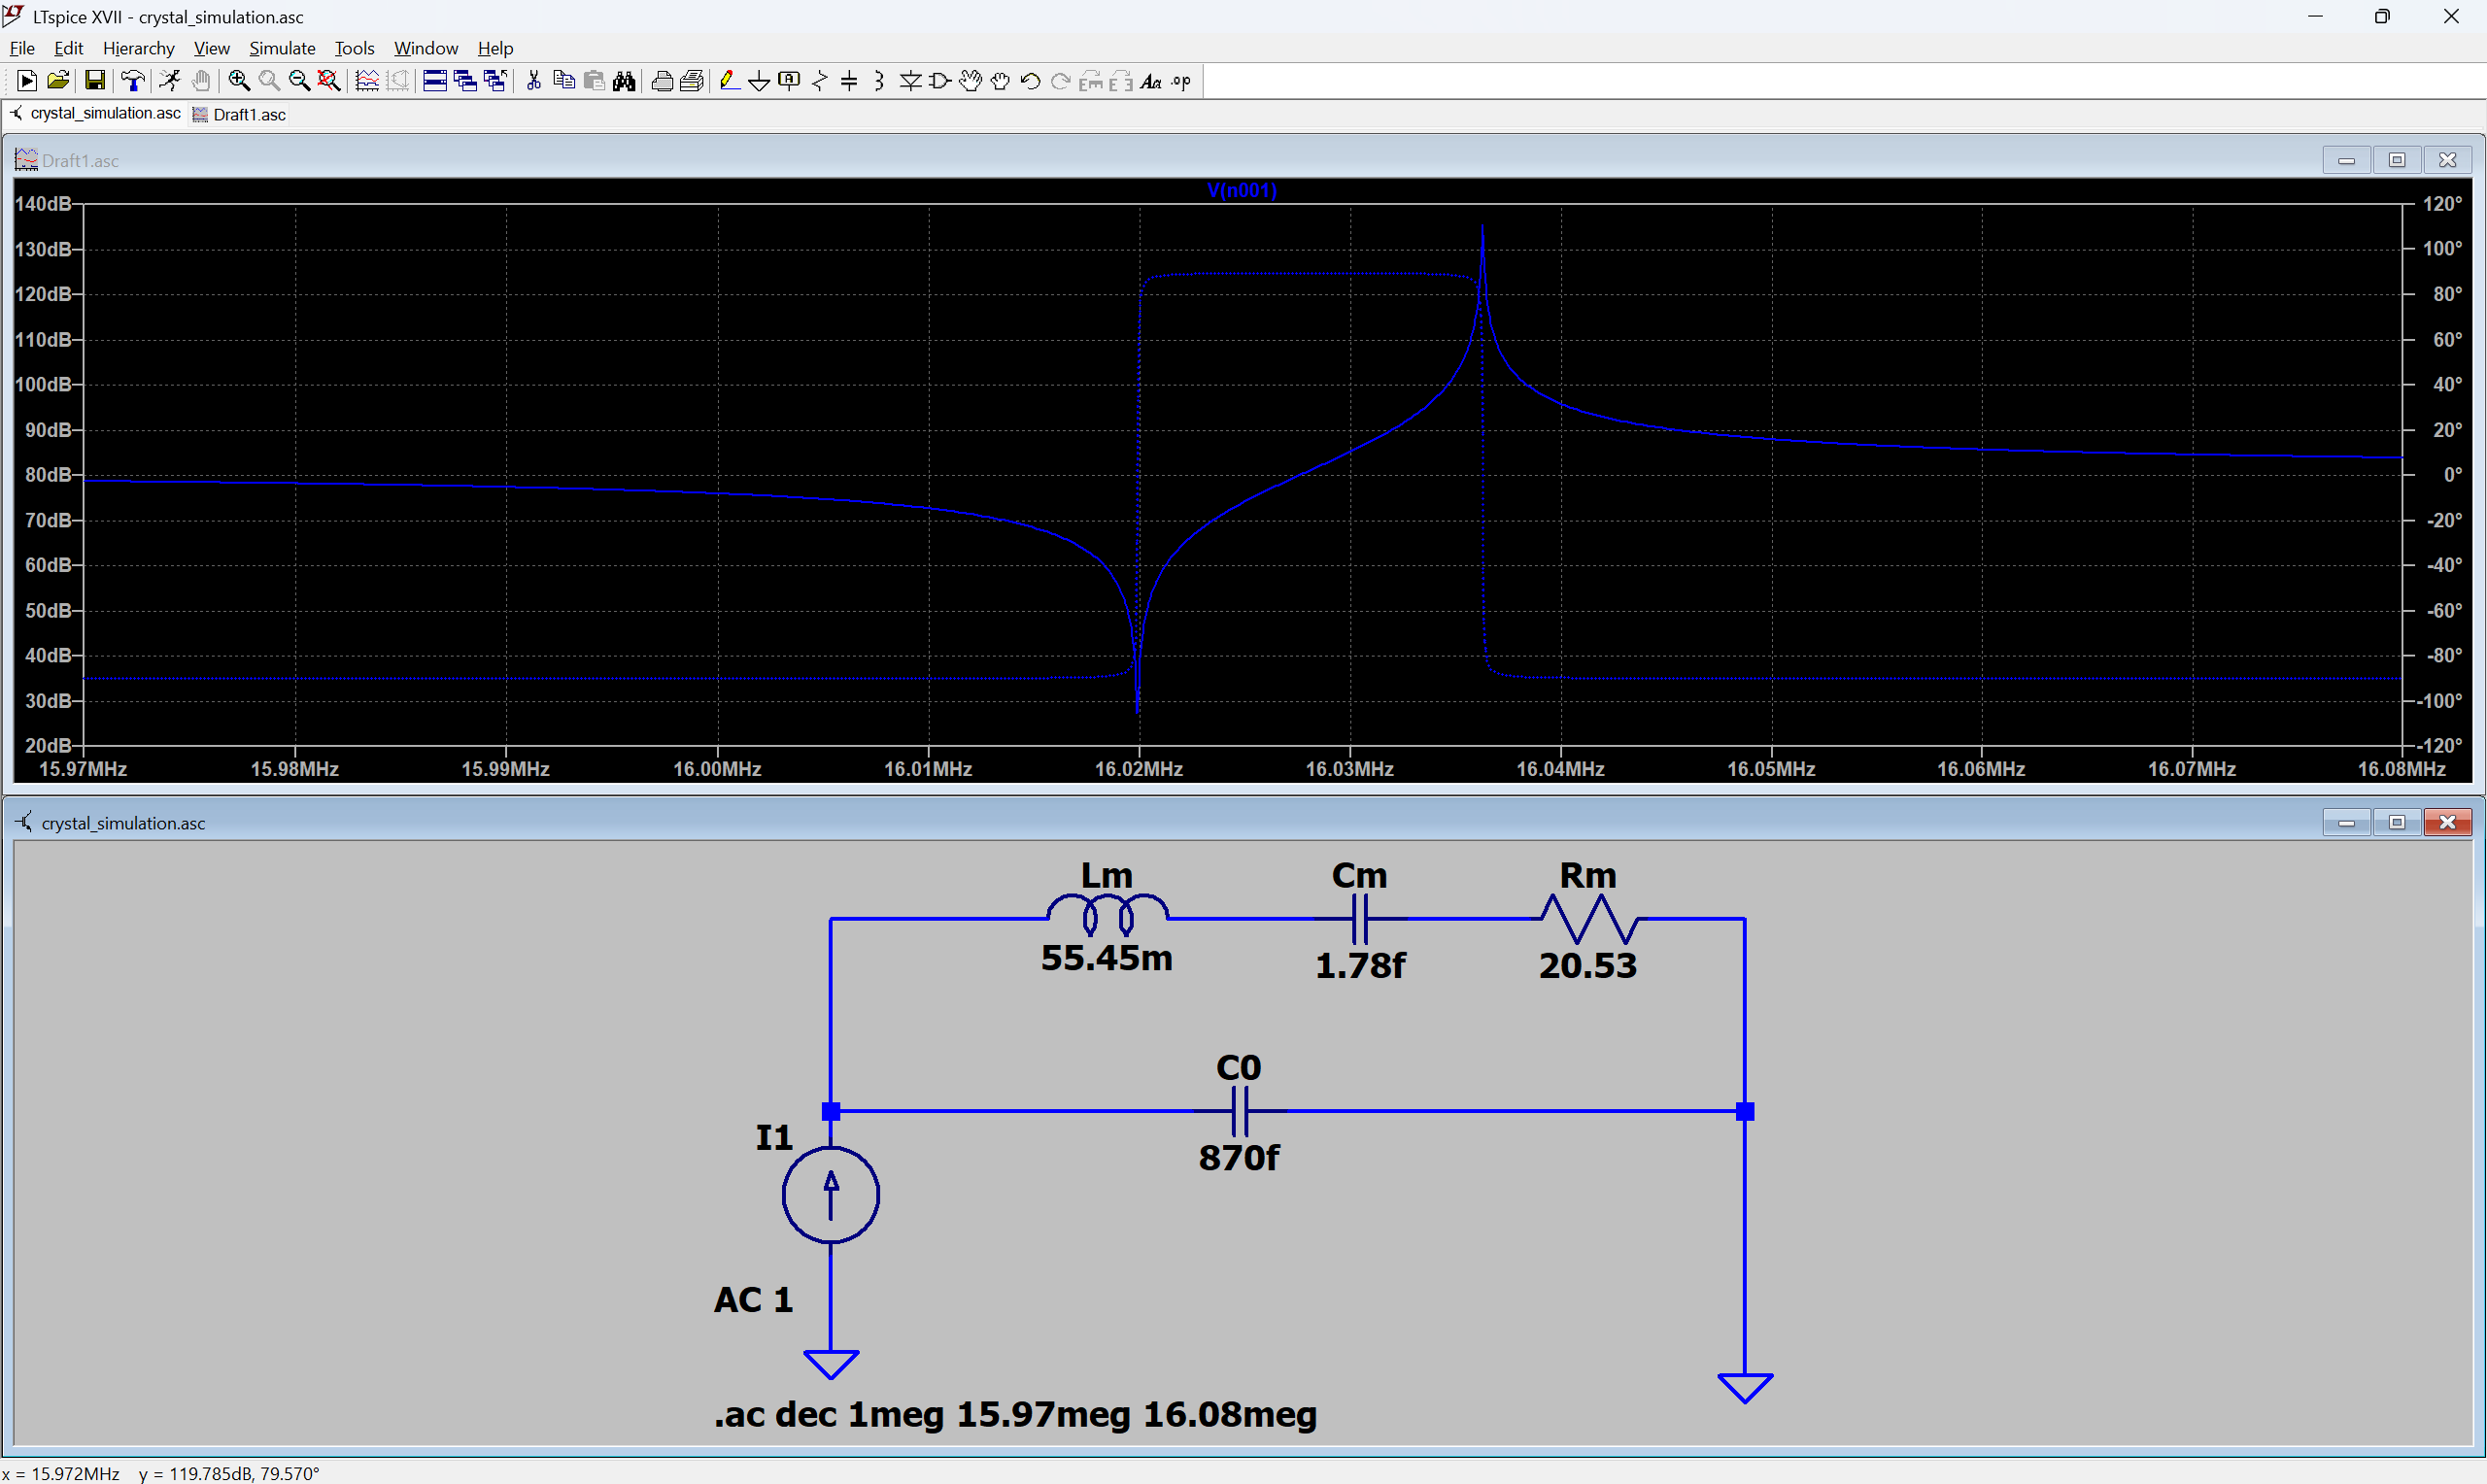 LTspice XVII - crystal_simulation.asc
File Edit Hierarchy View Simulate Tools Window Help
crystal_simulation.asc Draft1.asc
Draft1.asc
V(n001)
140dB 120°
130dB 100°
120dB 80°
110dB 60°
100dB 40°
90dB 20°
80dB 0°
70dB -20°
60dB -40°
50dB -60°
40dB -80°
30dB -100°
20dB -120°
15.97MHz 15.98MHz 15.99MHz 16.00MHz 16.01MHz 16.02MHz 16.03MHz 16.04MHz 16.05MHz 16.06MHz 16.07MHz 16.08MHz
crystal_simulation.asc
Lm Cm Rm
55.45m 1.78f 20.53
C0
870f
I1
AC 1
.ac dec 1meg 15.97meg 16.08meg
x = 15.972MHz y = 119.785dB, 79.570°